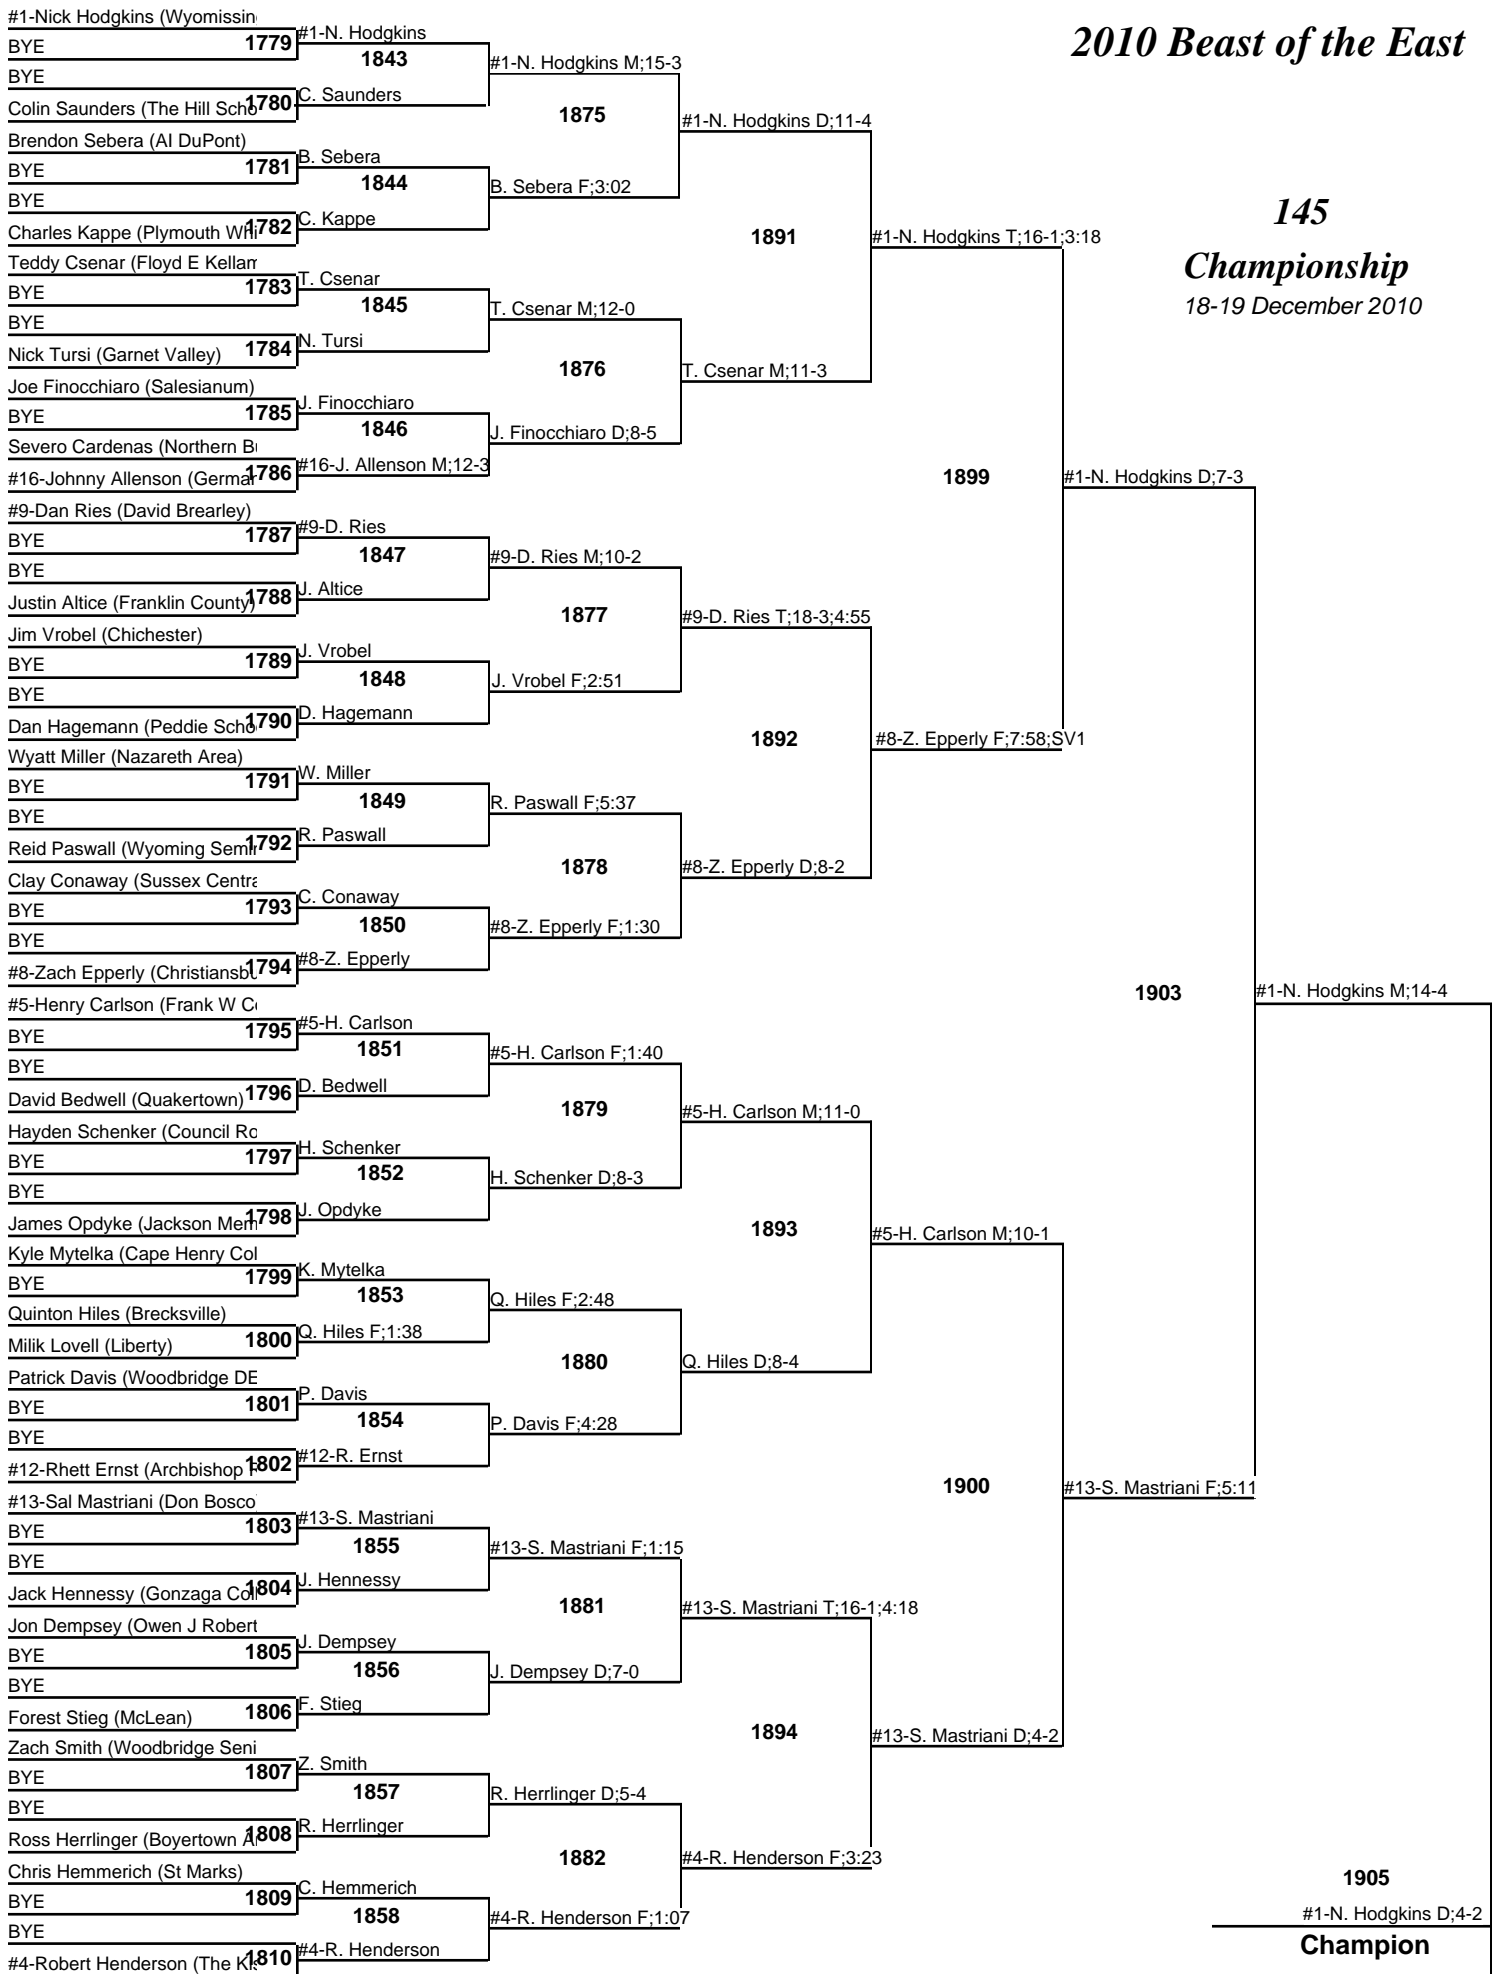 2010 Beast of the East
145
Championship
18-19 December 2010
#1-Nick Hodgkins (Wyomissin
BYE
1779
BYE
Colin Saunders (The Hill Scho
1780
Brendon Sebera (AI DuPont)
BYE
1781
BYE
Charles Kappe (Plymouth Whi
1782
Teddy Csenar (Floyd E Kellam
BYE
1783
BYE
Nick Tursi (Garnet Valley)
1784
Joe Finocchiaro (Salesianum)
BYE
1785
Severo Cardenas (Northern B
#16-Johnny Allenson (Germa
1786
#9-Dan Ries (David Brearley)
BYE
1787
BYE
Justin Altice (Franklin County)
1788
Jim Vrobel (Chichester)
BYE
1789
BYE
Dan Hagemann (Peddie Scho
1790
Wyatt Miller (Nazareth Area)
BYE
1791
BYE
Reid Paswall (Wyoming Semi
1792
Clay Conaway (Sussex Centra
BYE
1793
BYE
#8-Zach Epperly (Christiansb
1794
#5-Henry Carlson (Frank W C
BYE
1795
BYE
David Bedwell (Quakertown)
1796
Hayden Schenker (Council Ro
BYE
1797
BYE
James Opdyke (Jackson Mem
1798
Kyle Mytelka (Cape Henry Col
BYE
1799
Quinton Hiles (Brecksville)
Milik Lovell (Liberty)
1800
Patrick Davis (Woodbridge DE
BYE
1801
BYE
#12-Rhett Ernst (Archbishop
1802
#13-Sal Mastriani (Don Bosco
BYE
1803
BYE
Jack Hennessy (Gonzaga Col
1804
Jon Dempsey (Owen J Robert
BYE
1805
BYE
Forest Stieg (McLean)
1806
Zach Smith (Woodbridge Seni
BYE
1807
BYE
Ross Herrlinger (Boyertown A
1808
Chris Hemmerich (St Marks)
BYE
1809
BYE
#4-Robert Henderson (The Ki
1810
#1-N. Hodgkins
1843
C. Saunders
B. Sebera
1844
C. Kappe
T. Csenar
1845
N. Tursi
J. Finocchiaro
1846
#16-J. Allenson M;12-3
#9-D. Ries
1847
J. Altice
J. Vrobel
1848
D. Hagemann
W. Miller
1849
R. Paswall
C. Conaway
1850
#8-Z. Epperly
#5-H. Carlson
1851
D. Bedwell
H. Schenker
1852
J. Opdyke
K. Mytelka
1853
Q. Hiles F;1:38
P. Davis
1854
#12-R. Ernst
#13-S. Mastriani
1855
J. Hennessy
J. Dempsey
1856
F. Stieg
Z. Smith
1857
R. Herrlinger
C. Hemmerich
1858
#4-R. Henderson
#1-N. Hodgkins M;15-3
1875
B. Sebera F;3:02
T. Csenar M;12-0
1876
J. Finocchiaro D;8-5
#9-D. Ries M;10-2
1877
J. Vrobel F;2:51
R. Paswall F;5:37
1878
#8-Z. Epperly F;1:30
#5-H. Carlson F;1:40
1879
H. Schenker D;8-3
Q. Hiles F;2:48
1880
P. Davis F;4:28
#13-S. Mastriani F;1:15
1881
J. Dempsey D;7-0
R. Herrlinger D;5-4
1882
#4-R. Henderson F;1:07
#1-N. Hodgkins D;11-4
1891
T. Csenar M;11-3
#9-D. Ries T;18-3;4:55
1892
#8-Z. Epperly D;8-2
#5-H. Carlson M;11-0
1893
Q. Hiles D;8-4
#13-S. Mastriani T;16-1;4:18
1894
#4-R. Henderson F;3:23
#1-N. Hodgkins T;16-1;3:18
1899
#8-Z. Epperly F;7:58;SV1
#5-H. Carlson M;10-1
1900
#13-S. Mastriani D;4-2
#1-N. Hodgkins D;7-3
1903
#13-S. Mastriani F;5:11
#1-N. Hodgkins M;14-4
1905
#1-N. Hodgkins D;4-2
Champion